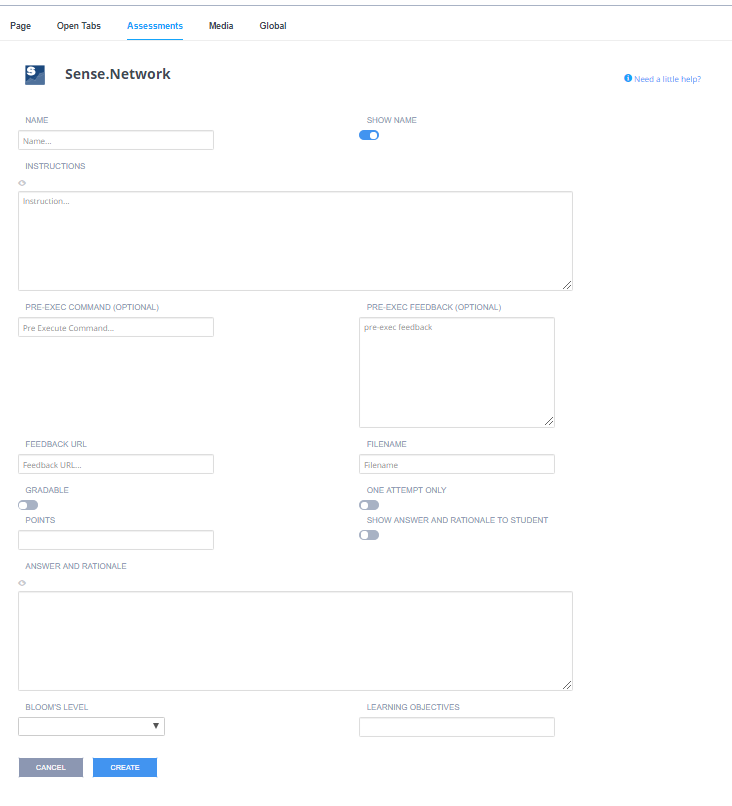 Page Open Tabs Assessments Media Global
S
Sense.Network
Need a little help?
NAME SHOW NAME
Name...
INSTRUCTIONS
Instruction...
PRE-EXEC COMMAND (OPTIONAL) PRE-EXEC FEEDBACK (OPTIONAL)
Pre Execute Command... pre-exec feedback
FEEDBACK URL FILENAME
Feedback URL... Filename
GRADABLE ONE ATTEMPT ONLY
POINTS SHOW ANSWER AND RATIONALE TO STUDENT
ANSWER AND RATIONALE
BLOOM'S LEVEL LEARNING OBJECTIVES
CANCEL CREATE